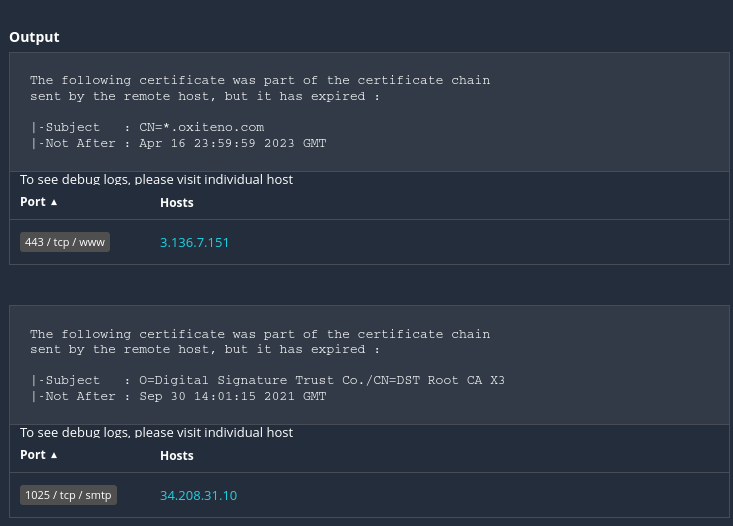 Output
The following certificate was part of the certificate chain
sent by the remote host, but it has expired :
|-Subject   : CN=*.oxiteno.com
|-Not After : Apr 16 23:59:59 2023 GMT
To see debug logs, please visit individual host
Port ▲ Hosts
443 / tcp / www 3.136.7.151
The following certificate was part of the certificate chain
sent by the remote host, but it has expired :
|-Subject   : O=Digital Signature Trust Co./CN=DST Root CA X3
|-Not After : Sep 30 14:01:15 2021 GMT
To see debug logs, please visit individual host
Port ▲ Hosts
1025 / tcp / smtp 34.208.31.10